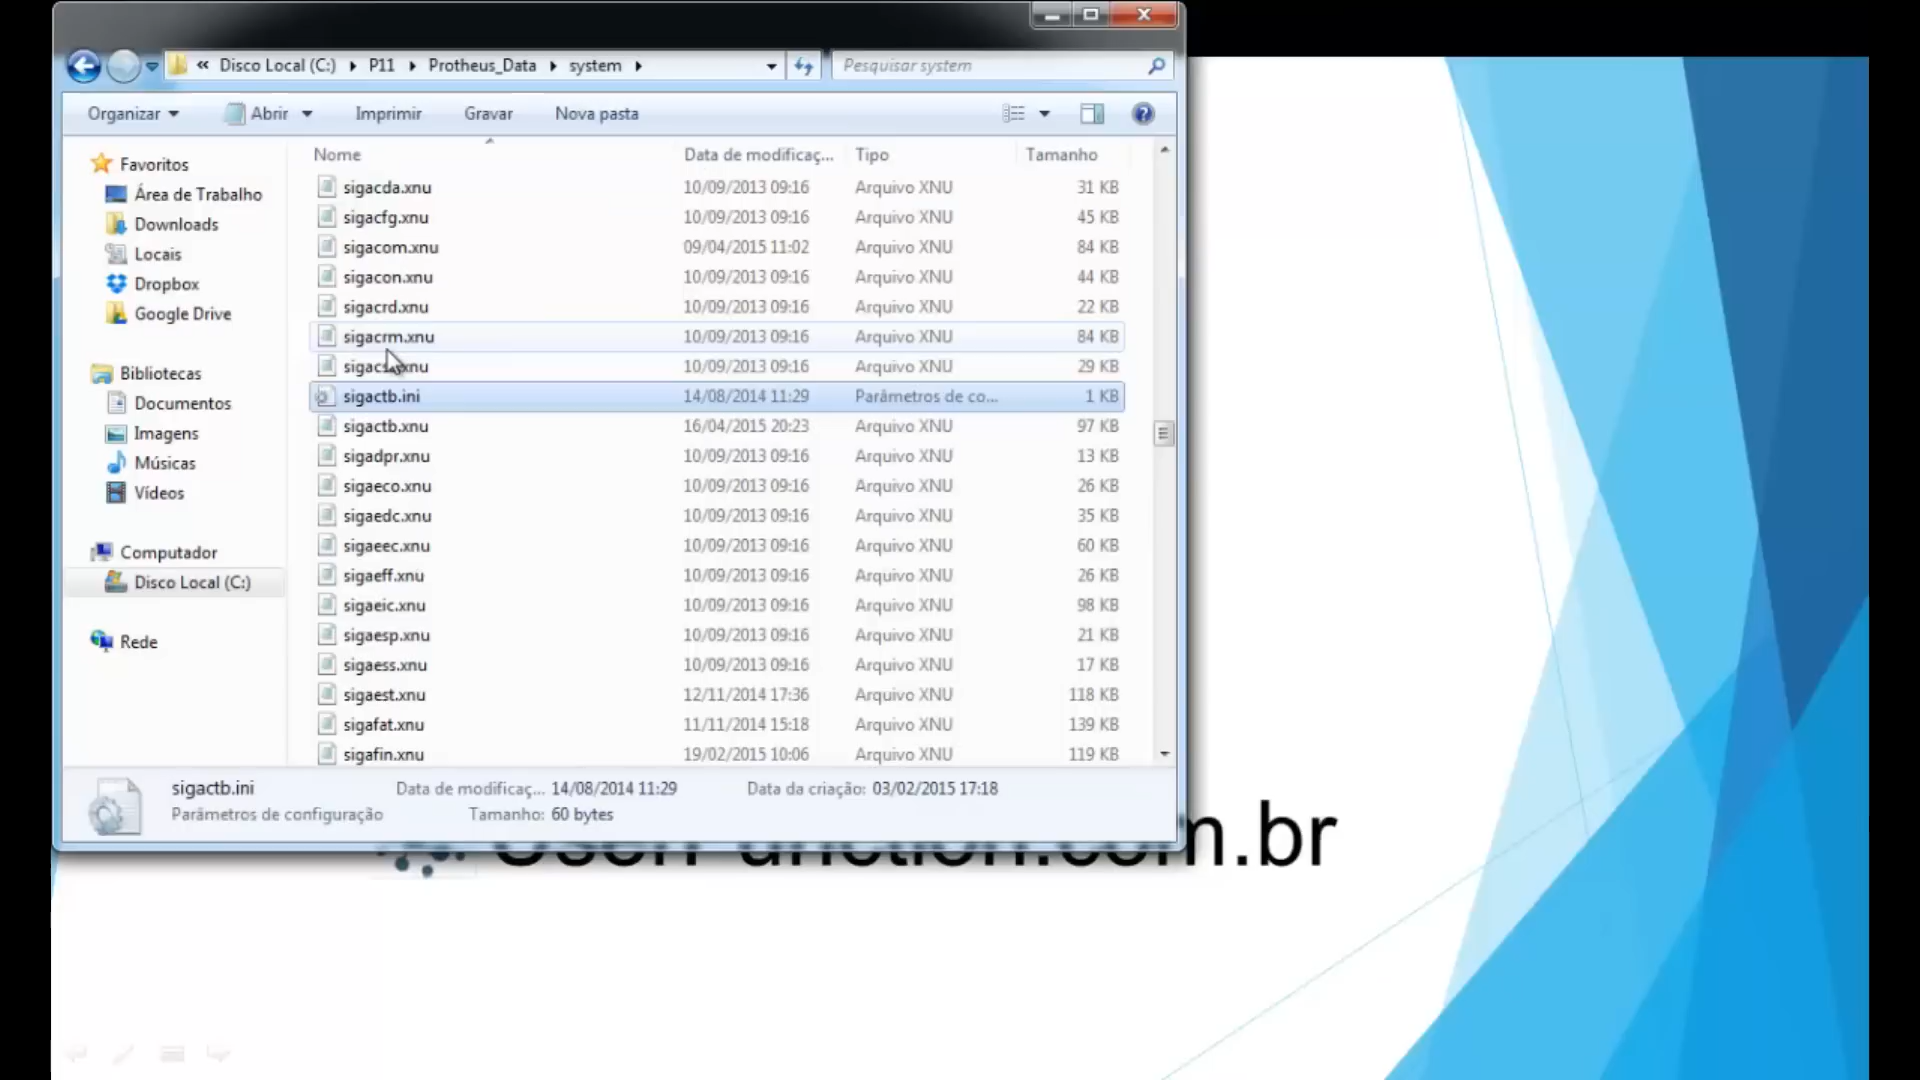 « Disco Local (C:) ▸ P11 ▸ Protheus_Data ▸ system ▸
Pesquisar system
Organizar Abrir Imprimir Gravar Nova pasta
Nome Data de modificaç... Tipo Tamanho
Favoritos
Área de Trabalho
Downloads
Locais
Dropbox
Google Drive
Bibliotecas
Documentos
Imagens
Músicas
Vídeos
Computador
Disco Local (C:)
Rede
sigacda.xnu 10/09/2013 09:16 Arquivo XNU 31 KB
sigacfg.xnu 10/09/2013 09:16 Arquivo XNU 45 KB
sigacom.xnu 09/04/2015 11:02 Arquivo XNU 84 KB
sigacon.xnu 10/09/2013 09:16 Arquivo XNU 44 KB
sigacrd.xnu 10/09/2013 09:16 Arquivo XNU 22 KB
sigacrm.xnu 10/09/2013 09:16 Arquivo XNU 84 KB
10/09/2013 09:16 Arquivo XNU 29 KB
sigactb.ini 14/08/2014 11:29 Parâmetros de co... 1 KB
sigactb.xnu 16/04/2015 20:23 Arquivo XNU 97 KB
sigadpr.xnu 10/09/2013 09:16 Arquivo XNU 13 KB
sigaeco.xnu 10/09/2013 09:16 Arquivo XNU 26 KB
sigaedc.xnu 10/09/2013 09:16 Arquivo XNU 35 KB
sigaeec.xnu 10/09/2013 09:16 Arquivo XNU 60 KB
sigaeff.xnu 10/09/2013 09:16 Arquivo XNU 26 KB
sigaeic.xnu 10/09/2013 09:16 Arquivo XNU 98 KB
sigaesp.xnu 10/09/2013 09:16 Arquivo XNU 21 KB
sigaess.xnu 10/09/2013 09:16 Arquivo XNU 17 KB
sigaest.xnu 12/11/2014 17:36 Arquivo XNU 118 KB
sigafat.xnu 11/11/2014 15:18 Arquivo XNU 139 KB
sigafin.xnu 19/02/2015 10:06 Arquivo XNU 119 KB
sigactb.ini Data de modificaç... 14/08/2014 11:29 Data da criação: 03/02/2015 17:18
Parâmetros de configuração Tamanho: 60 bytes
UserFunction.com.br